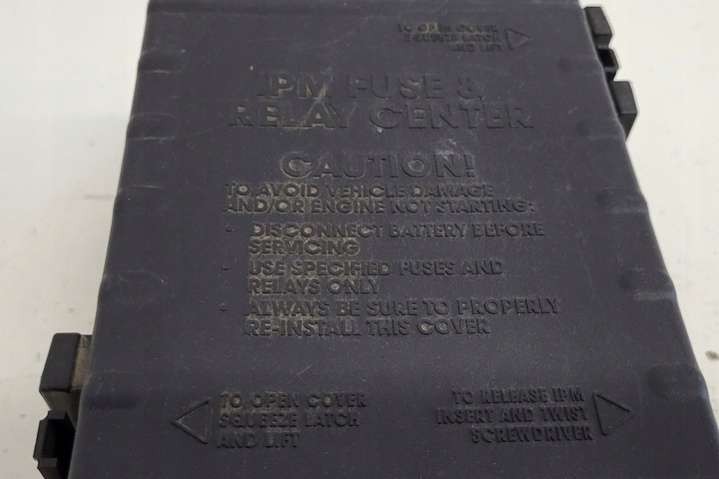 TO OPEN COVER
SQUEEZE LATCH
AND LIFT
IPM FUSE &
RELAY CENTER
CAUTION!
TO AVOID VEHICLE DAMAGE
AND/OR ENGINE NOT STARTING:
• DISCONNECT BATTERY BEFORE
SERVICING
• USE SPECIFIED FUSES AND
RELAYS ONLY
• ALWAYS BE SURE TO PROPERLY
RE-INSTALL THIS COVER
TO OPEN COVER
SQUEEZE LATCH
AND LIFT
TO RELEASE IPM
INSERT AND TWIST
SCREWDRIVER